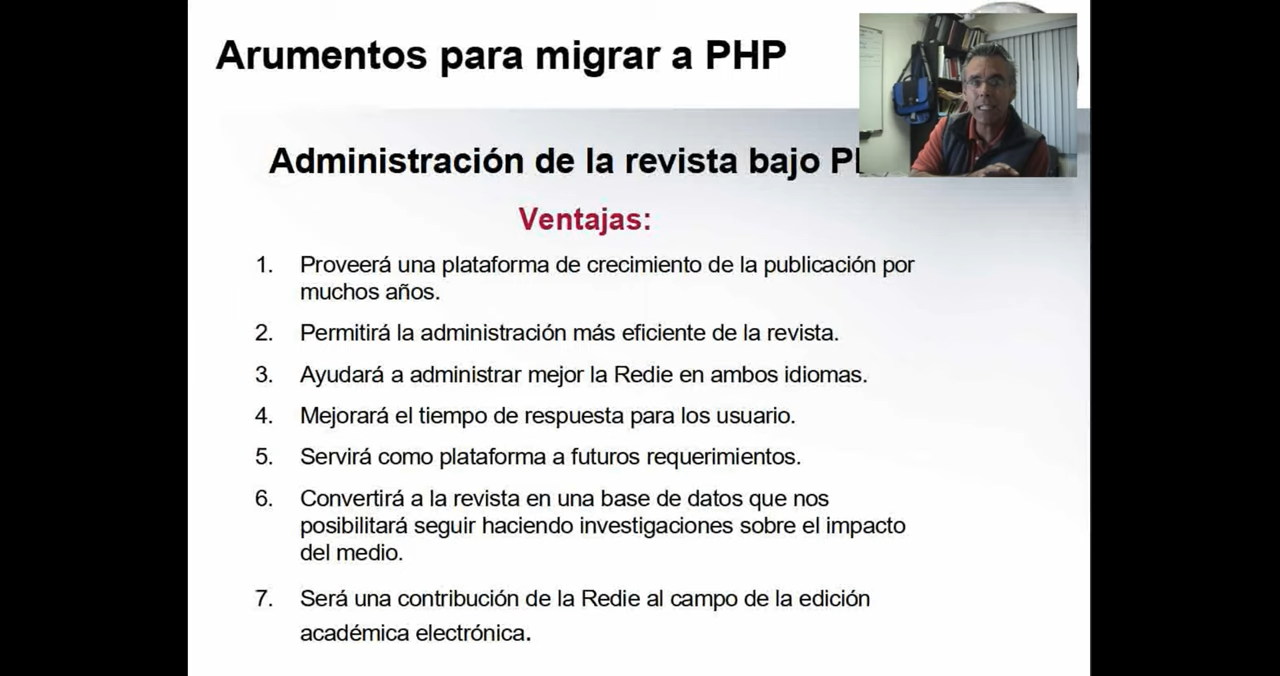 Arumentos para migrar a PHP
Administración de la revista bajo
Ventajas:
1. Proveerá una plataforma de crecimiento de la publicación por
muchos años.
2. Permitirá la administración más eficiente de la revista.
3. Ayudará a administrar mejor la Redie en ambos idiomas.
4. Mejorará el tiempo de respuesta para los usuario.
5. Servirá como plataforma a futuros requerimientos.
6. Convertirá a la revista en una base de datos que nos
posibilitará seguir haciendo investigaciones sobre el impacto
del medio.
7. Será una contribución de la Redie al campo de la edición
académica electrónica.